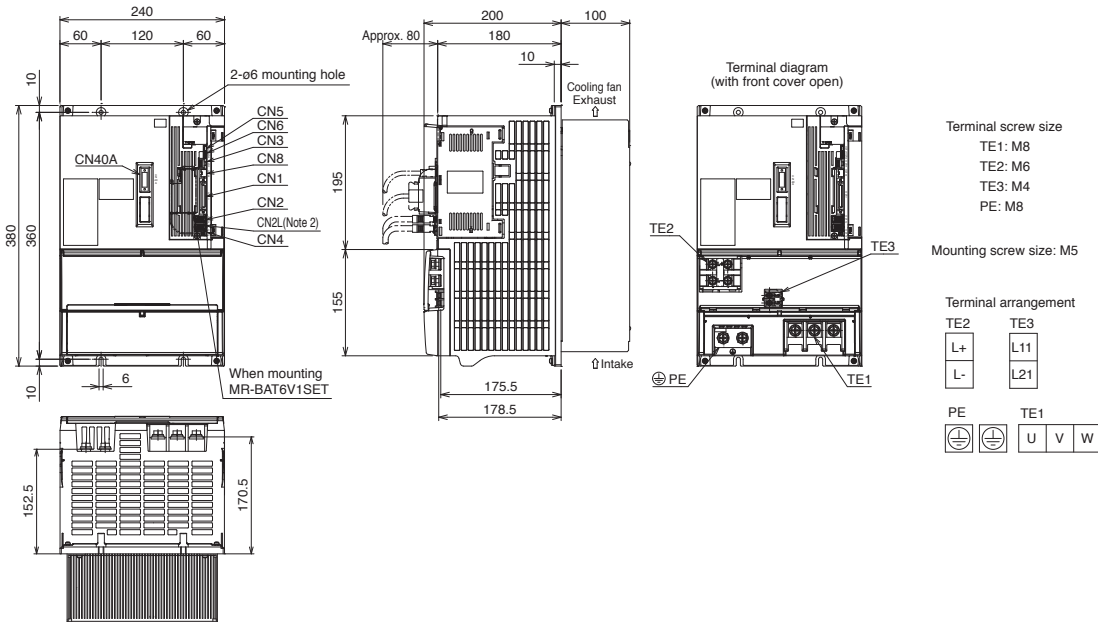 240
60
120
60
10
2-ø6 mounting hole
CN5
CN6
CN3
CN8
CN1
CN2
CN2L(Note 2)
CN4
CN40A
380
360
10
6
When mounting
MR-BAT6V1SET
152.5
170.5
200
100
Approx. 80
180
10
Cooling fan
Exhaust
195
155
Intake
175.5
178.5
Terminal diagram
(with front cover open)
TE2
TE3
PE
TE1
Terminal screw size
TE1: M8
TE2: M6
TE3: M4
PE: M8
Mounting screw size: M5
Terminal arrangement
TE2 TE3
L+ L11
L- L21
PE TE1
U V W